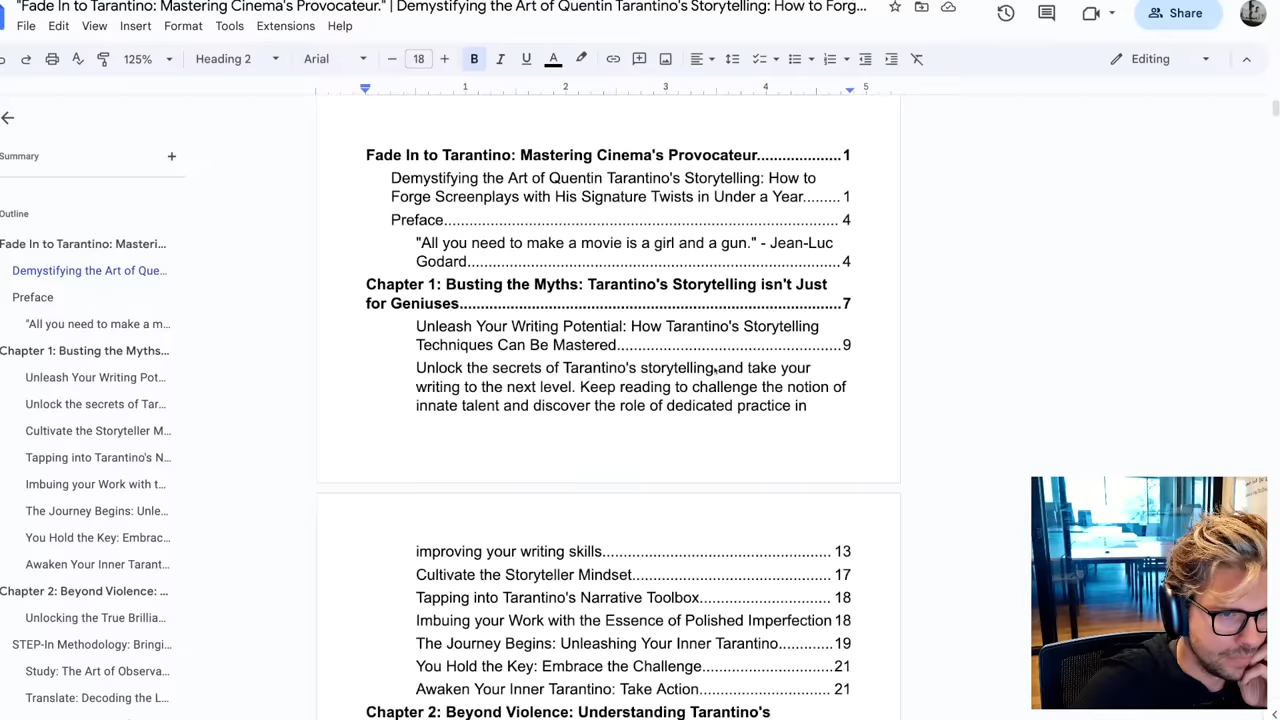 "Fade In to Tarantino: Mastering Cinema's Provocateur." | Demystifying the Art of Quentin Tarantino's Storytelling: How to Forg...
File Edit View Insert Format Tools Extensions Help
Share
125% Heading 2 Arial 18 B I U A Editing
1 2 3 4 5
Summary
Outline
Fade In to Tarantino: Masteri...
Demystifying the Art of Que...
Preface
"All you need to make a m...
Chapter 1: Busting the Myths...
Unleash Your Writing Pot...
Unlock the secrets of Tar...
Cultivate the Storyteller M...
Tapping into Tarantino's N...
Imbuing your Work with t...
The Journey Begins: Unle...
You Hold the Key: Embrac...
Awaken Your Inner Tarant...
Chapter 2: Beyond Violence: ...
Unlocking the True Brillia...
STEP-In Methodology: Bringi...
Study: The Art of Observa...
Translate: Decoding the L...
Fade In to Tarantino: Mastering Cinema's Provocateur.................... 1
Demystifying the Art of Quentin Tarantino's Storytelling: How to
Forge Screenplays with His Signature Twists in Under a Year......... 1
Preface.................................................................................................. 4
"All you need to make a movie is a girl and a gun." - Jean-Luc
Godard............................................................................................ 4
Chapter 1: Busting the Myths: Tarantino's Storytelling isn't Just
for Geniuses............................................................................................ 7
Unleash Your Writing Potential: How Tarantino's Storytelling
Techniques Can Be Mastered....................................................... 9
Unlock the secrets of Tarantino's storytelling and take your
writing to the next level. Keep reading to challenge the notion of
innate talent and discover the role of dedicated practice in
improving your writing skills......................................................... 13
Cultivate the Storyteller Mindset.................................................. 17
Tapping into Tarantino's Narrative Toolbox................................ 18
Imbuing your Work with the Essence of Polished Imperfection 18
The Journey Begins: Unleashing Your Inner Tarantino............. 19
You Hold the Key: Embrace the Challenge............................... 21
Awaken Your Inner Tarantino: Take Action................................ 21
Chapter 2: Beyond Violence: Understanding Tarantino's